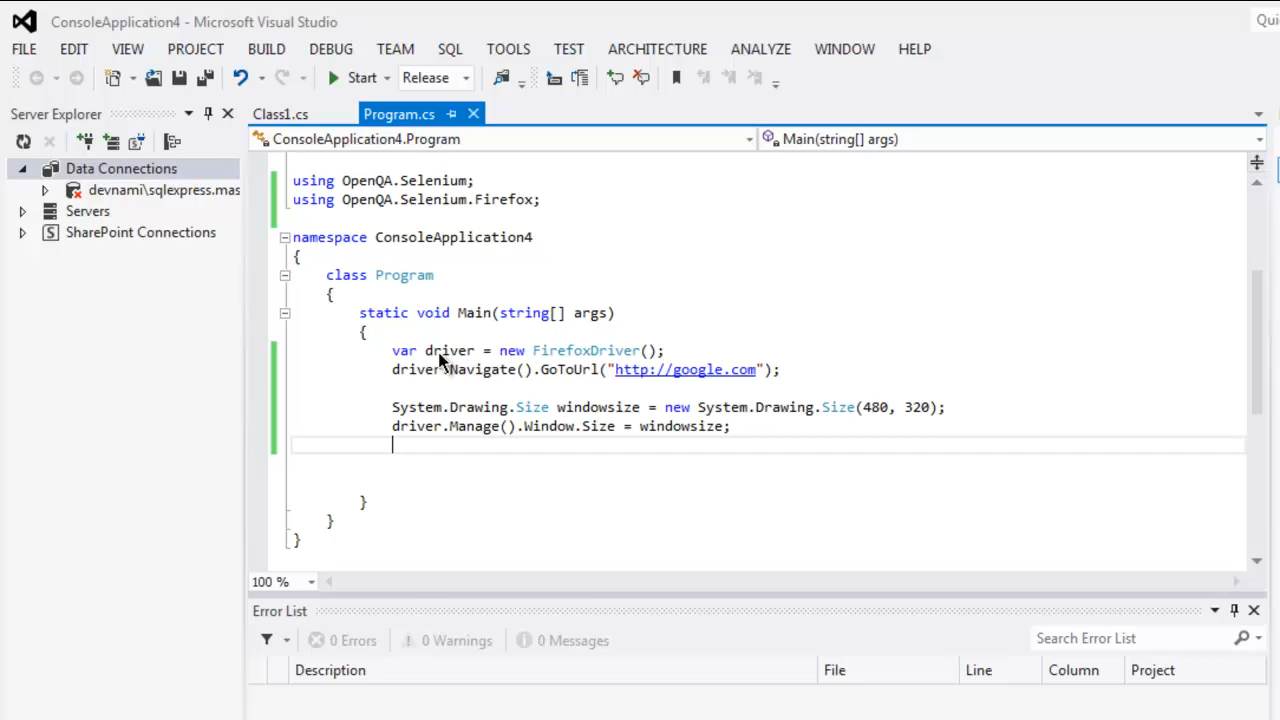 ConsoleApplication4 - Microsoft Visual Studio
Qui
FILE EDIT VIEW PROJECT BUILD DEBUG TEAM SQL TOOLS TEST ARCHITECTURE ANALYZE WINDOW HELP
Start Release
Server Explorer
Class1.cs Program.cs
ConsoleApplication4.Program Main(string[] args)
Data Connections
devnami\sqlexpress.mas
Servers
SharePoint Connections
using OpenQA.Selenium;
using OpenQA.Selenium.Firefox;
namespace ConsoleApplication4
{
class Program
{
static void Main(string[] args)
{
var driver = new FirefoxDriver();
driver.Navigate().GoToUrl("http://google.com");
System.Drawing.Size windowsize = new System.Drawing.Size(480, 320);
driver.Manage().Window.Size = windowsize;
}
}
}
100 %
Error List
0 Errors 0 Warnings 0 Messages Search Error List
Description File Line Column Project